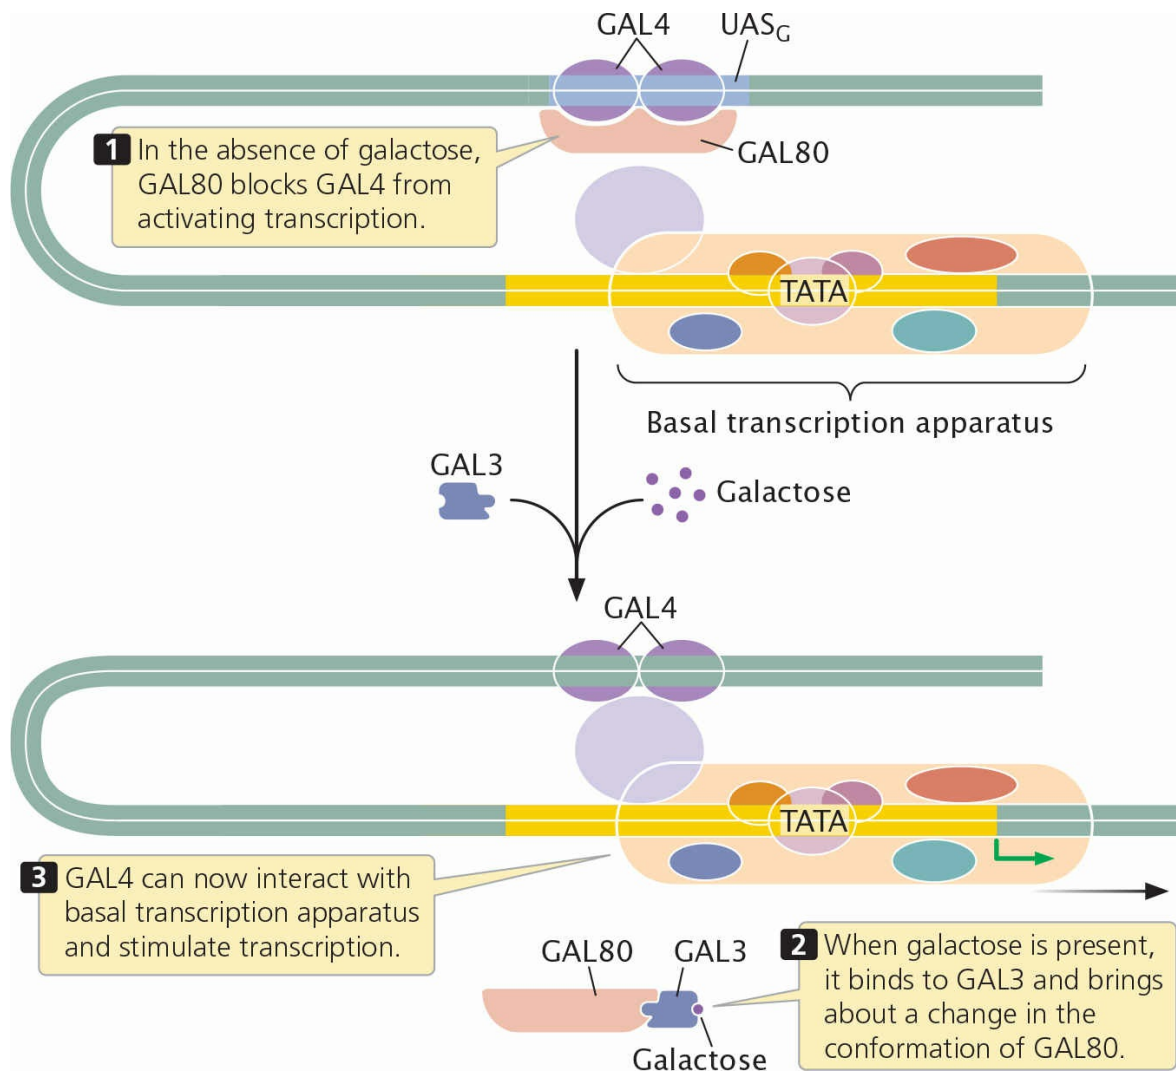 GAL4
UASG
1 In the absence of galactose,
GAL80 blocks GAL4 from
activating transcription.
GAL80
TATA
Basal transcription apparatus
GAL3
Galactose
GAL4
TATA
3 GAL4 can now interact with
basal transcription apparatus
and stimulate transcription.
GAL80
GAL3
Galactose
2 When galactose is present,
it binds to GAL3 and brings
about a change in the
conformation of GAL80.